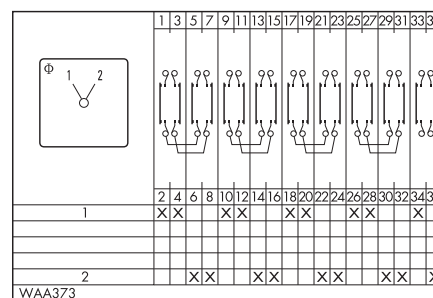 1 3 5 7 9 11 13 15 17 19 21 23 25 27 29 31 33
Φ 1 2
2 4 6 8 10 12 14 16 18 20 22 24 26 28 30 32 34
1 X X X X X X X X X
2 X X X X X X X X
WAA373